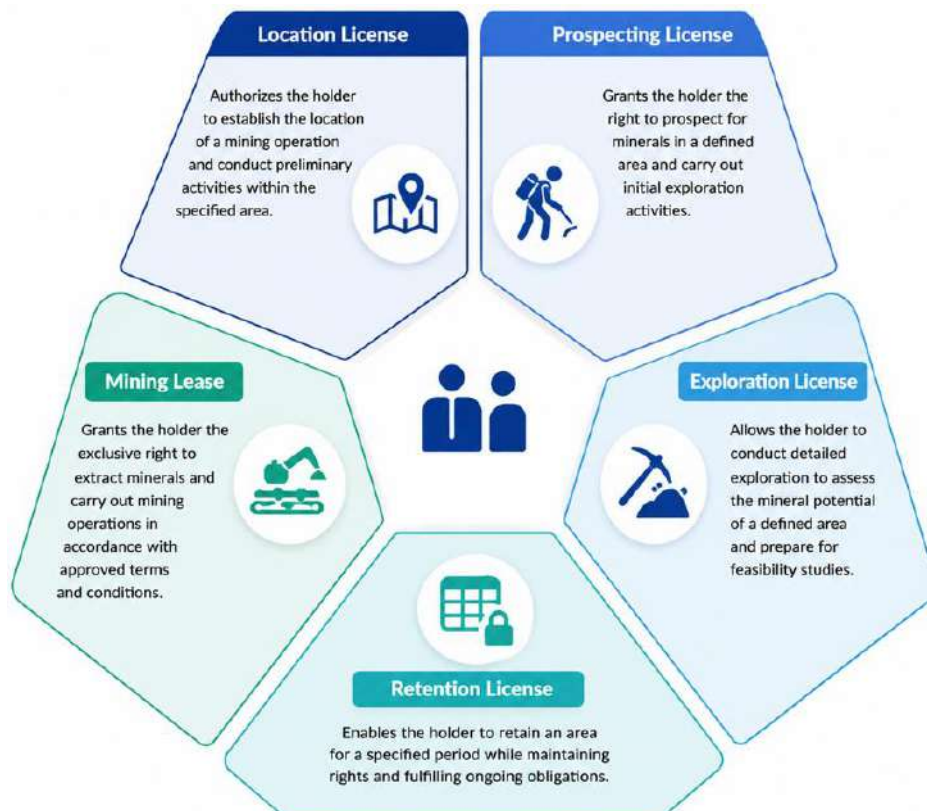 Location License
Authorizes the holder
to establish the location
of a mining operation
and conduct preliminary
activities within the
specified area.
Prospecting License
Grants the holder the
right to prospect for
minerals in a defined
area and carry out
initial exploration
activities.
Mining Lease
Grants the holder the
exclusive right to
extract minerals and
carry out mining
operations in
accordance with
approved terms
and conditions.
Exploration License
Allows the holder to
conduct detailed
exploration to assess
the mineral potential
of a defined area
and prepare for
feasibility studies.
Retention License
Enables the holder to retain an area
for a specified period while maintaining
rights and fulfilling ongoing obligations.